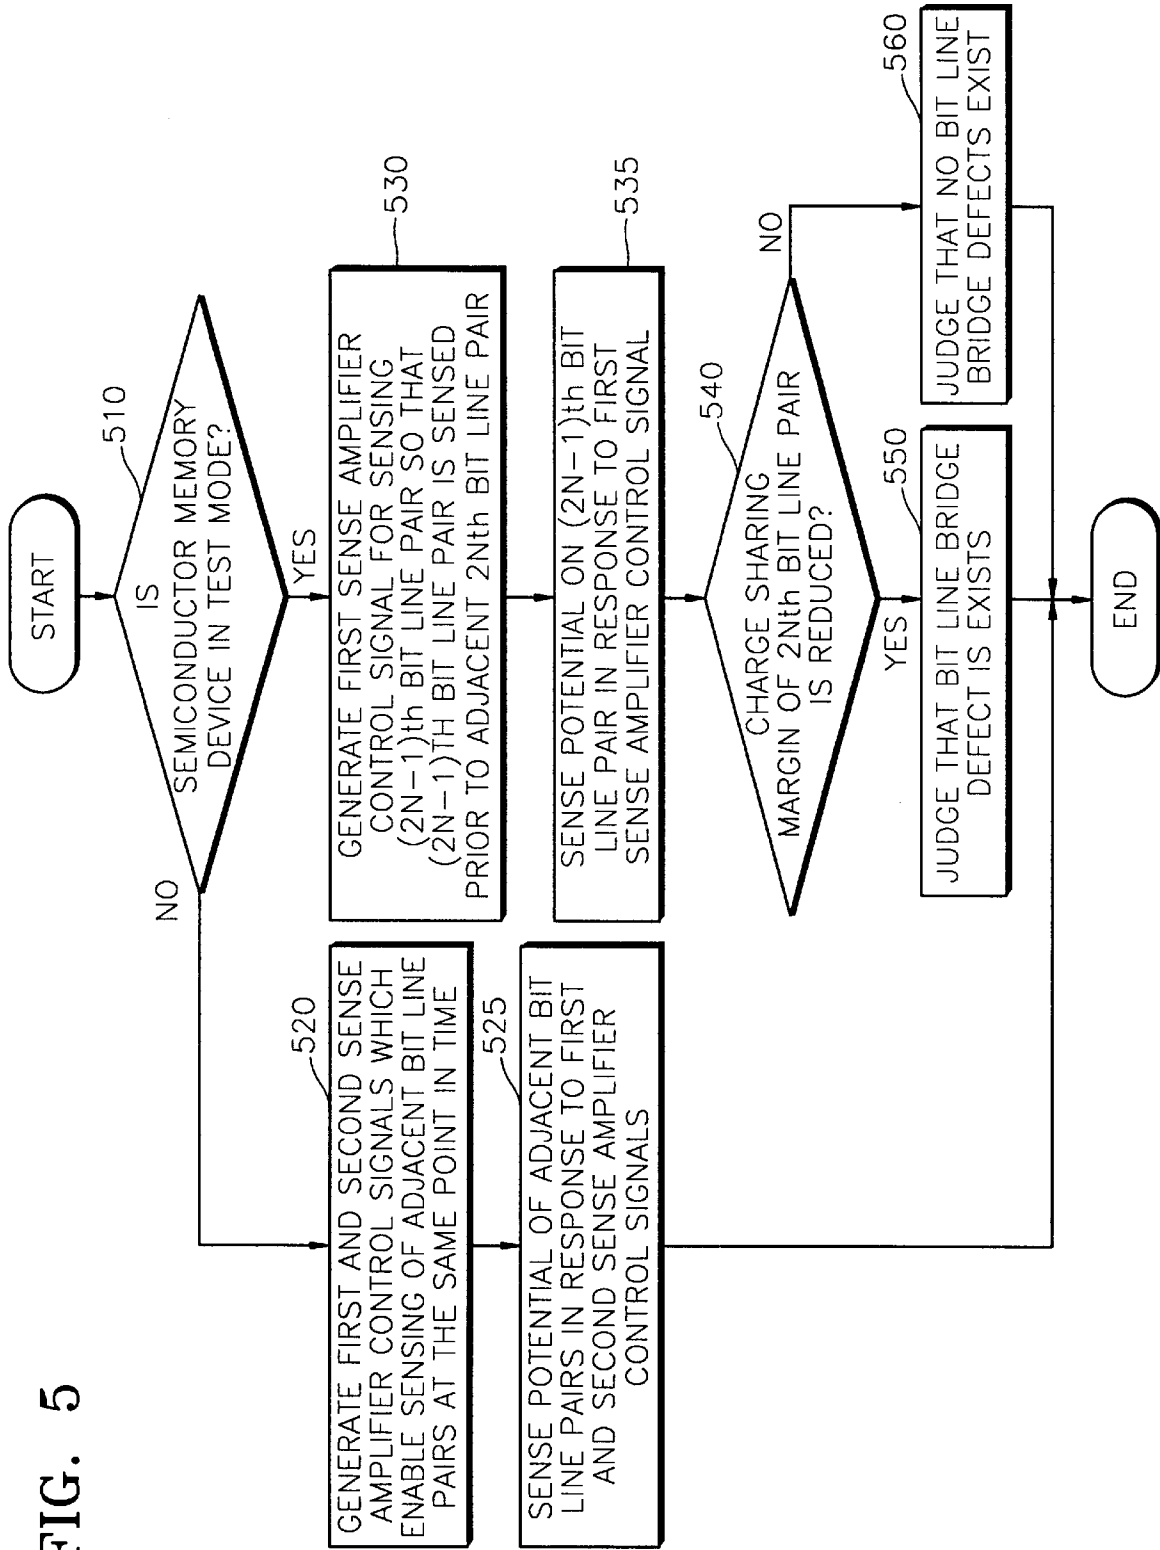 FIG. 5
START
510
IS
SEMICONDUCTOR MEMORY
DEVICE IN TEST MODE?
NO
YES
520
GENERATE FIRST AND SECOND SENSE
AMPLIFIER CONTROL SIGNALS WHICH
ENABLE SENSING OF ADJACENT BIT LINE
PAIRS AT THE SAME POINT IN TIME
530
GENERATE FIRST SENSE AMPLIFIER
CONTROL SIGNAL FOR SENSING
(2N-1)th BIT LINE PAIR SO THAT
(2N-1)TH BIT LINE PAIR IS SENSED
PRIOR TO ADJACENT 2Nth BIT LINE PAIR
525
SENSE POTENTIAL OF ADJACENT BIT
LINE PAIRS IN RESPONSE TO FIRST
AND SECOND SENSE AMPLIFIER
CONTROL SIGNALS
535
SENSE POTENTIAL ON (2N-1)th BIT
LINE PAIR IN RESPONSE TO FIRST
SENSE AMPLIFIER CONTROL SIGNAL
540
CHARGE SHARING
MARGIN OF 2Nth BIT LINE PAIR
IS REDUCED?
NO
YES
550
JUDGE THAT BIT LINE BRIDGE
DEFECT IS EXISTS
560
JUDGE THAT NO BIT LINE
BRIDGE DEFECTS EXIST
END